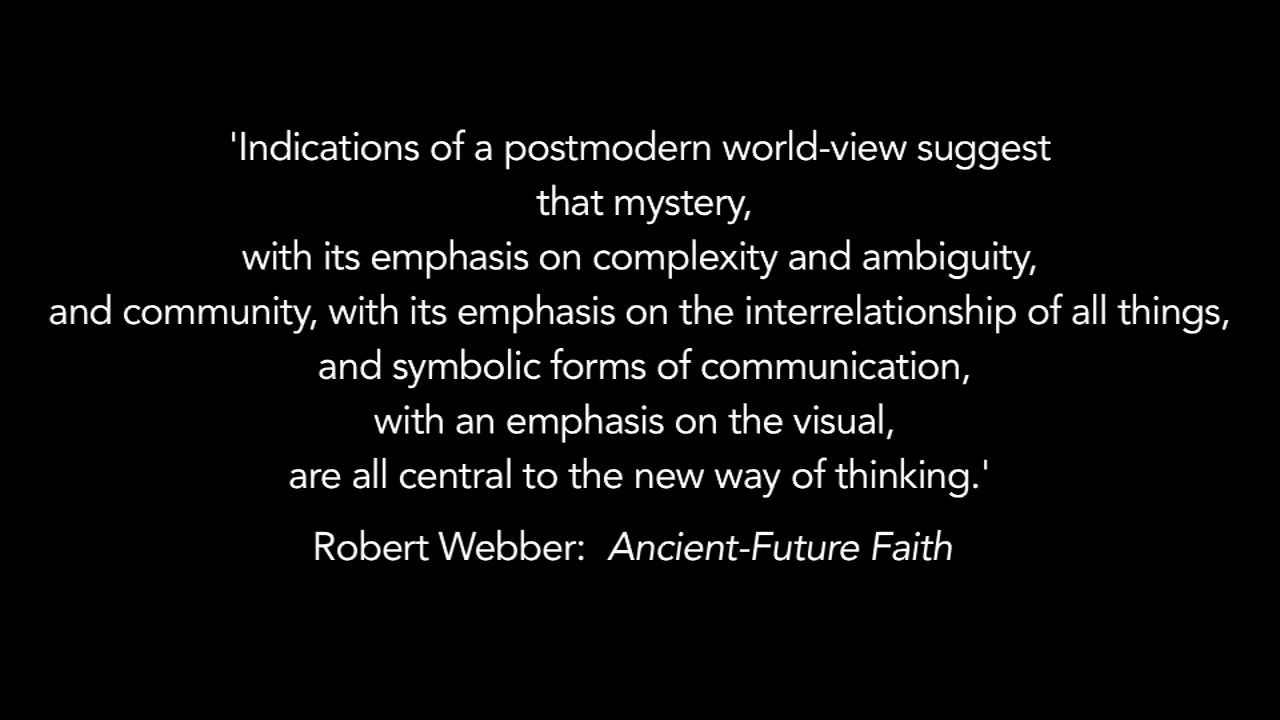 'Indications of a postmodern world-view suggest
that mystery,
with its emphasis on complexity and ambiguity,
and community, with its emphasis on the interrelationship of all things,
and symbolic forms of communication,
with an emphasis on the visual,
are all central to the new way of thinking.'
Robert Webber:  Ancient-Future Faith